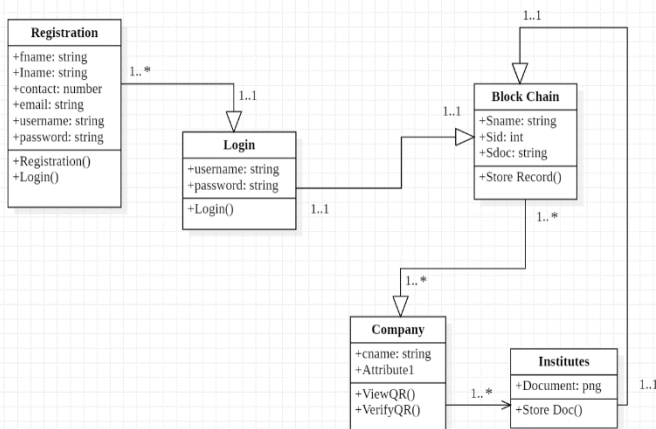 1..1
Registration
+fname: string
+Iname: string
+contact: number
+email: string
+username: string
+password: string
+Registration()
+Login()
1..*
1..1
Login
+username: string
+password: string
+Login()
1..1
1..1
Block Chain
+Sname: string
+Sid: int
+Sdoc: string
+Store Record()
1..*
1..*
Company
+cname: string
+Attribute1
+ViewQR()
+VerifyQR()
1..*
Institutes
+Document: png
+Store Doc()
1..1